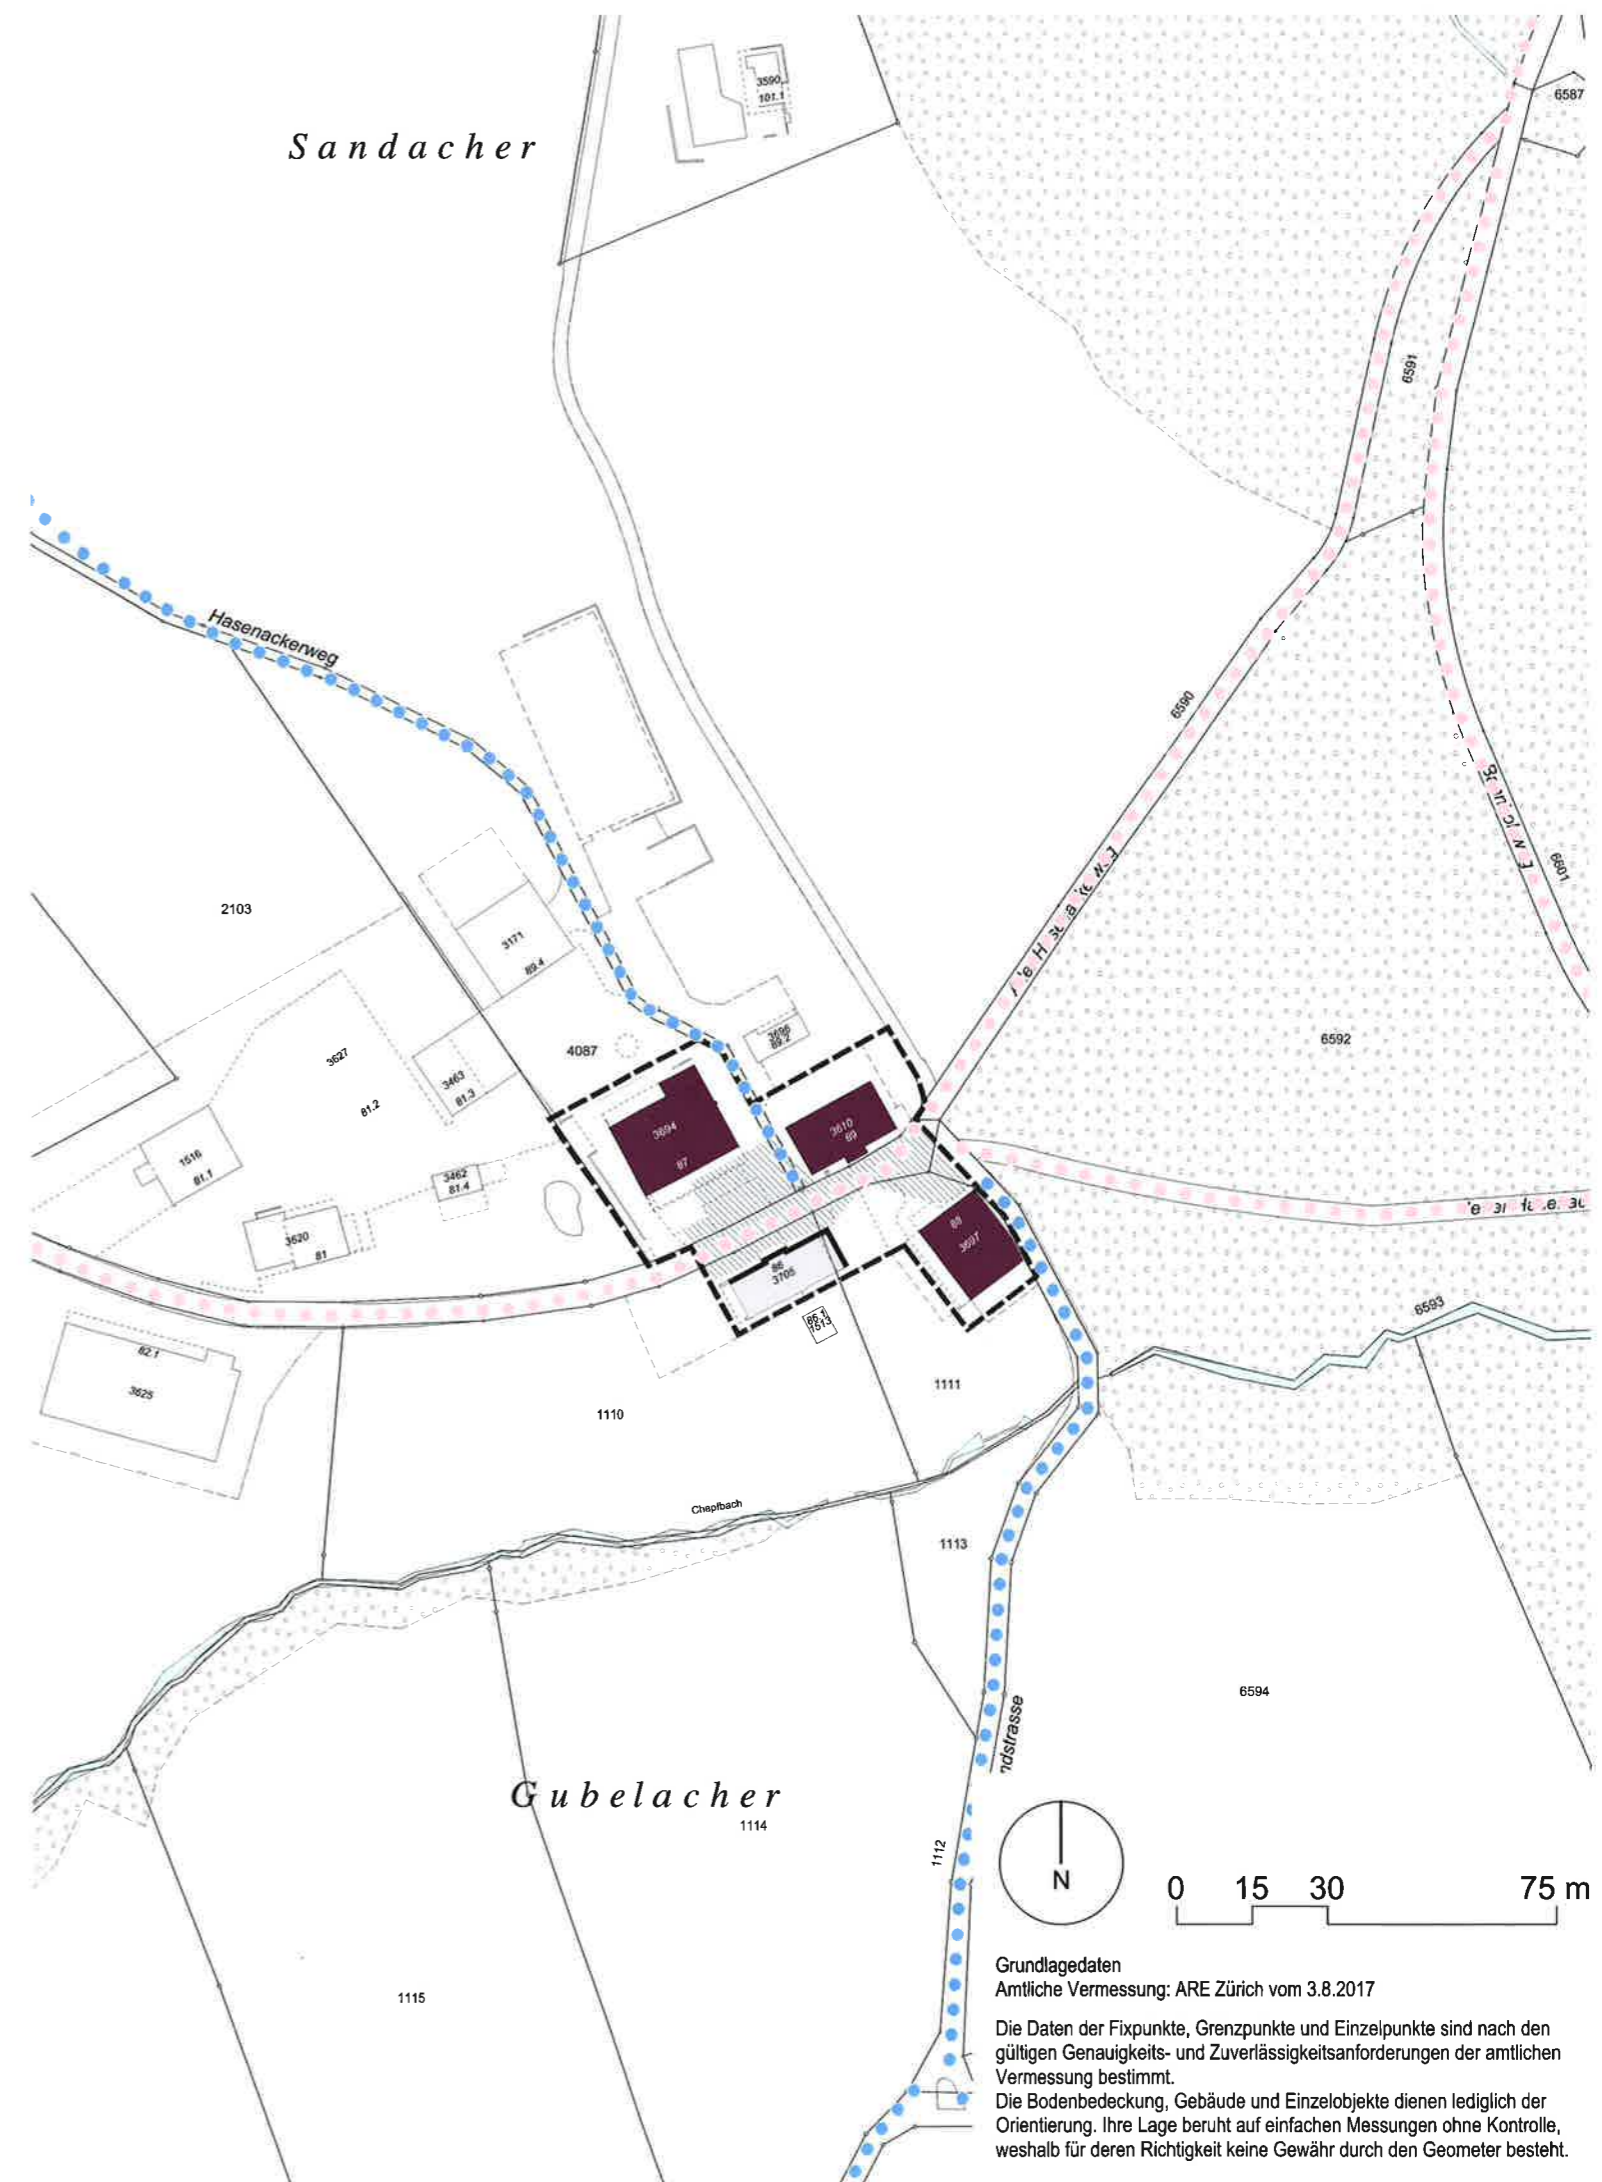 3590
101.1
6587
Sandacher
6591
Hasenackerweg
6590
6601
2103
3171
89.4
6592
4087
3696
89.2
3627
3463
81.3
81.2
3694
87
3610
89
1516
81.1
3462
81.4
3620
81
88
3697
86
3705
86.1
1513
6593
82.1
3625
1111
1110
Chapfbach
1113
6594
ndstrasse
Gubelacher
1114
1112
N
0 15 30 75 m
1115
Grundlagedaten
Amtliche Vermessung: ARE Zürich vom 3.8.2017
Die Daten der Fixpunkte, Grenzpunkte und Einzelpunkte sind nach den
gültigen Genauigkeits- und Zuverlässigkeitsanforderungen der amtlichen
Vermessung bestimmt.
Die Bodenbedeckung, Gebäude und Einzelobjekte dienen lediglich der
Orientierung. Ihre Lage beruht auf einfachen Messungen ohne Kontrolle,
weshalb für deren Richtigkeit keine Gewähr durch den Geometer besteht.